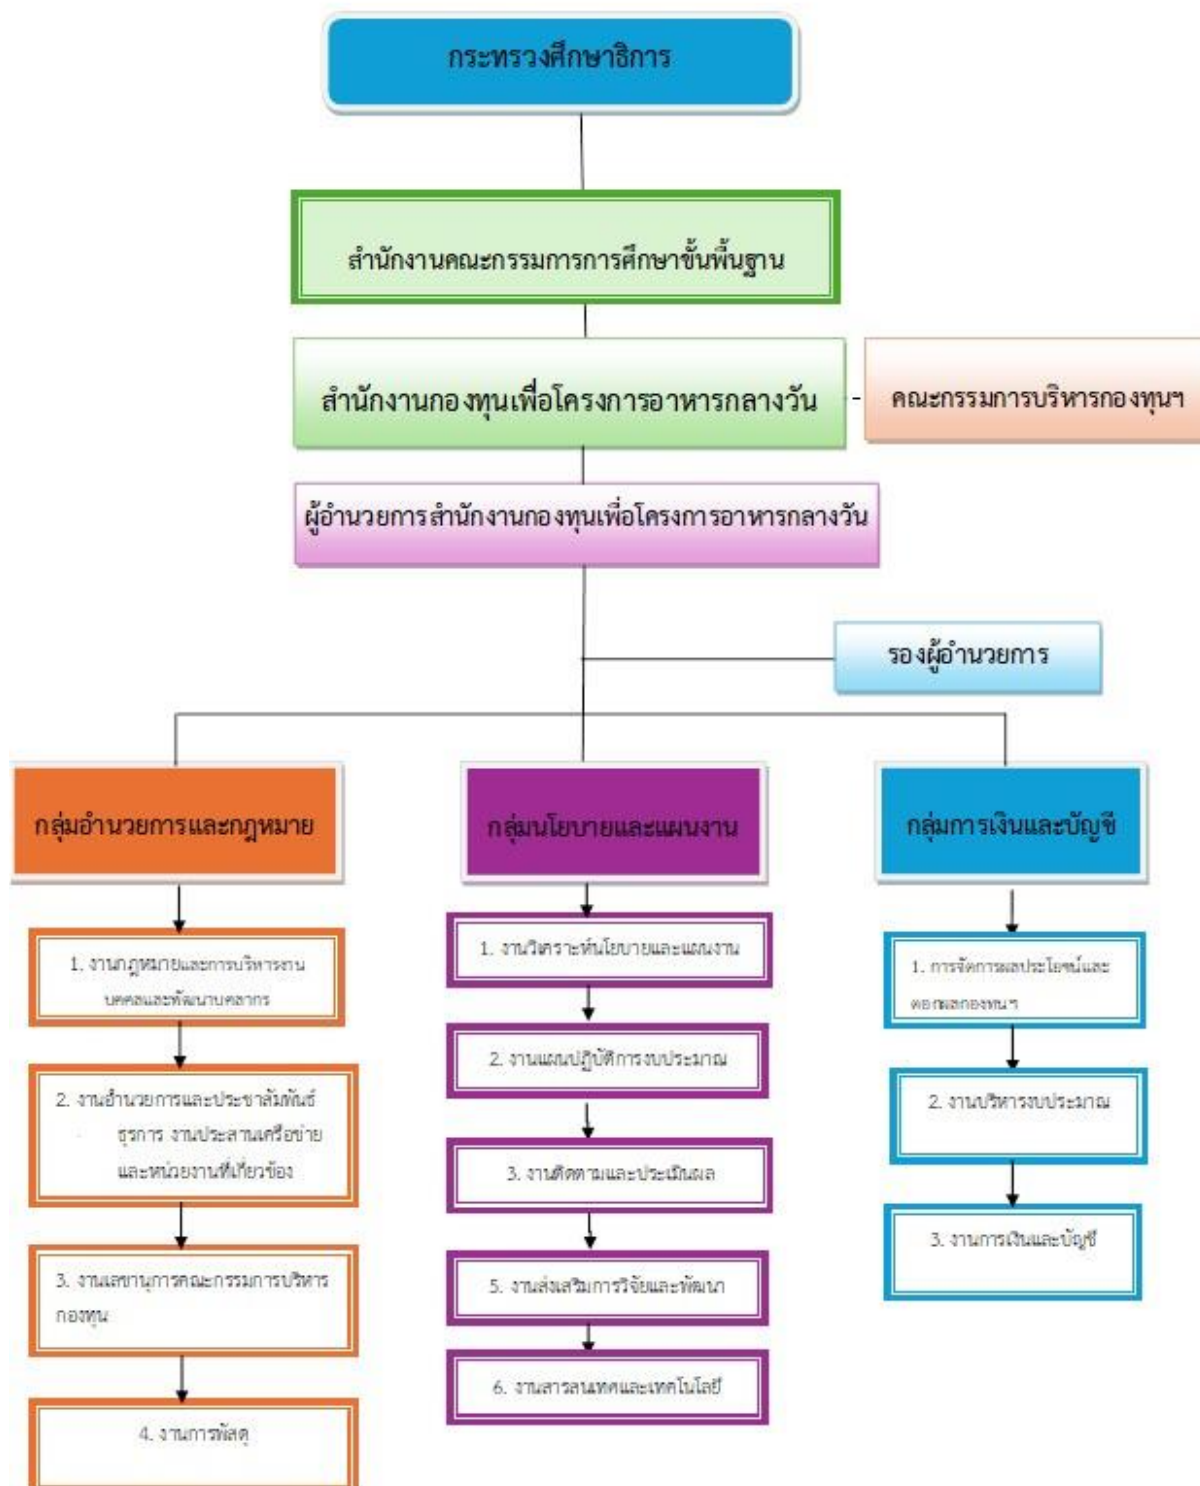 กระทรวงศึกษาธิการ
สำนักงานคณะกรรมการการศึกษาขั้นพื้นฐาน
สำนักงานกองทุนเพื่อโครงการอาหารกลางวัน
คณะกรรมการบริหารกองทุนฯ
ผู้อำนวยการสำนักงานกองทุนเพื่อโครงการอาหารกลางวัน
รองผู้อำนวยการ
กลุ่มอำนวยการและกฎหมาย
1. งานกฎหมายและการบริหารงาน
บุคคลและพัฒนาบุคลากร
2. งานอำนวยการและประชาสัมพันธ์
ธุรการ งานประสานเครือข่าย
และหน่วยงานที่เกี่ยวข้อง
3. งานเลขานุการคณะกรรมการบริหาร
กองทุน
4. งานการพัสดุ
กลุ่มนโยบายและแผนงาน
1. งานวิเคราะห์นโยบายและแผนงาน
2. งานแผนปฏิบัติการงบประมาณ
3. งานติดตามและประเมินผล
5. งานส่งเสริมการวิจัยและพัฒนา
6. งานสารสนเทศและเทคโนโลยี
กลุ่มการเงินและบัญชี
1. การจัดการผลประโยชน์และ
ดอกผลกองทุนฯ
2. งานบริหารงบประมาณ
3. งานการเงินและบัญชี